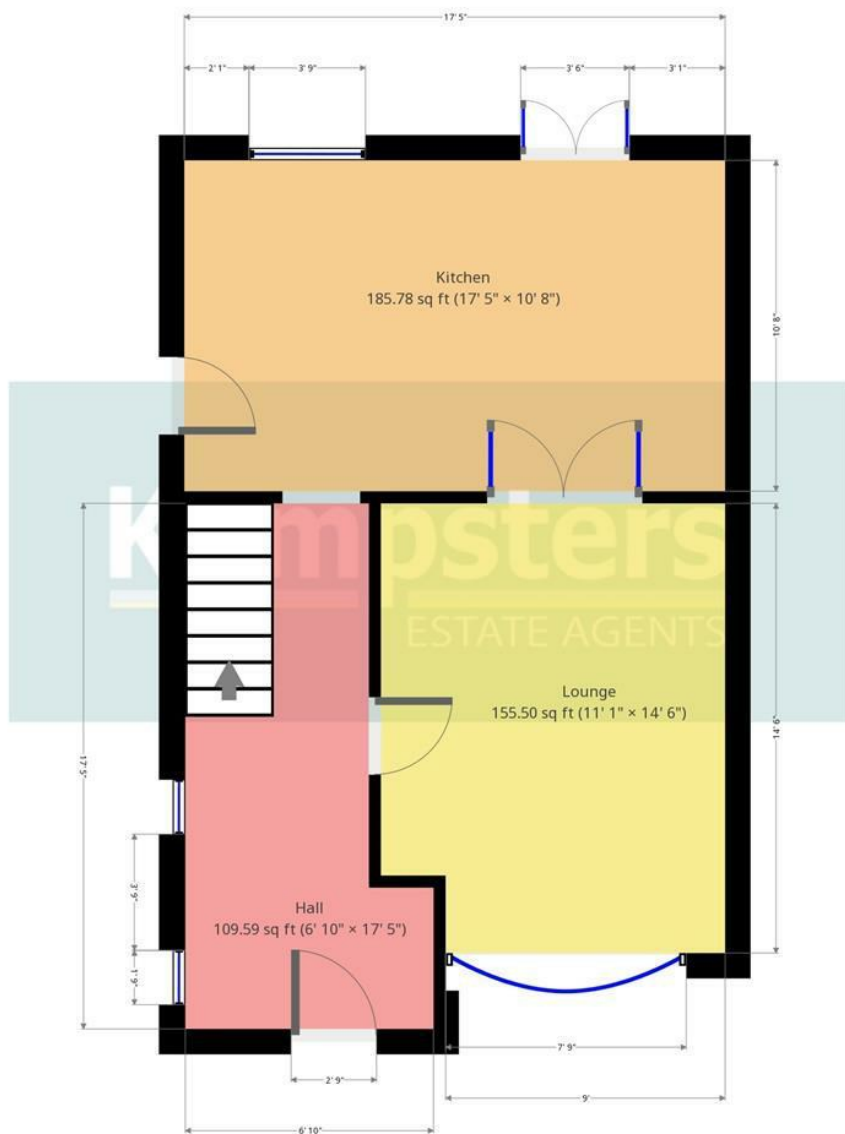 17' 5"
2' 1"
3' 9"
3' 6"
3' 1"
Kitchen
185.78 sq ft (17' 5" × 10' 8")
10' 8"
Kempsters
ESTATE AGENTS
Lounge
155.50 sq ft (11' 1" × 14' 6")
14' 6"
17' 5"
3' 9"
1' 9"
Hall
109.59 sq ft (6' 10" × 17' 5")
2' 9"
7' 9"
9'
6' 10"